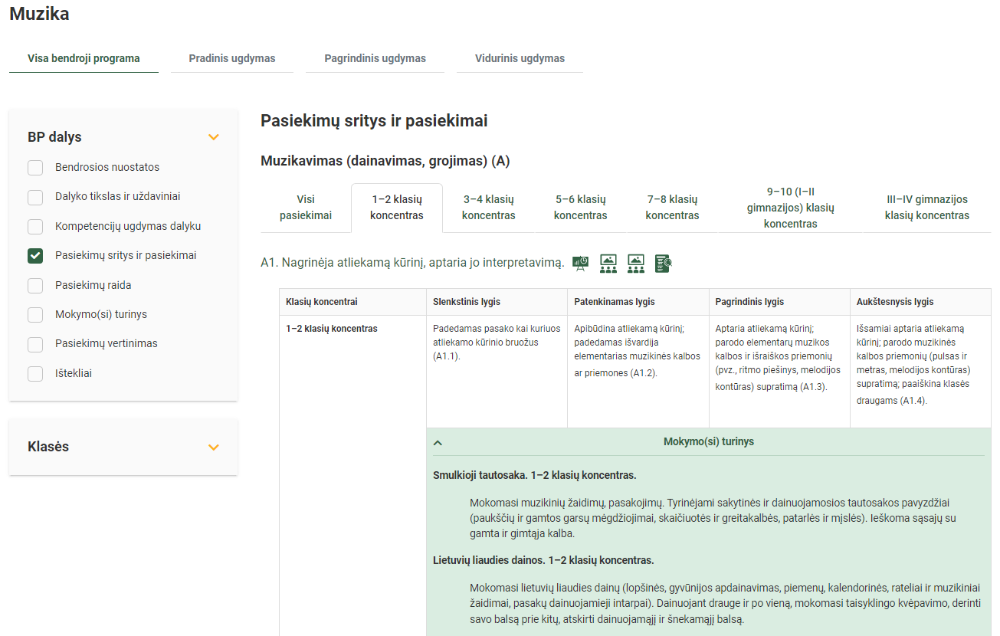 Muzika
Visa bendroji programa
Pradinis ugdymas
Pagrindinis ugdymas
Vidurinis ugdymas
BP dalys
Bendrosios nuostatos
Dalyko tikslas ir uždaviniai
Kompetencijų ugdymas dalyku
Pasiekimų sritys ir pasiekimai
Pasiekimų raida
Mokymo(si) turinys
Pasiekimų vertinimas
Ištekliai
Klasės
Pasiekimų sritys ir pasiekimai
Muzikavimas (dainavimas, grojimas) (A)
Visi
pasiekimai
1–2 klasių
koncentras
3–4 klasių
koncentras
5–6 klasių
koncentras
7–8 klasių
koncentras
9–10 (I–II
gimnazijos) klasių
koncentras
III–IV gimnazijos
klasių koncentras
A1. Nagrinėja atliekamą kūrinį, aptaria jo interpretavimą.
Klasių koncentrai
Slenkstinis lygis
Patenkinamas lygis
Pagrindinis lygis
Aukštesnysis lygis
1–2 klasių koncentras
Padedamas pasako kai kuriuos
atliekamo kūrinio bruožus
(A1.1).
Apibūdina atliekamą kūrinį;
padedamas išvardija
elementarias muzikinės kalbos
ar priemones (A1.2).
Aptaria atliekamą kūrinį;
parodo elementarų muzikos
kalbos ir išraiškos priemonių
(pvz., ritmo piešinys, melodijos
kontūras) supratimą (A1.3).
Išsamiai aptaria atliekamą
kūrinį; parodo muzikinės
kalbos priemonių (pulsas ir
metras, melodijos kontūras)
supratimą; paaiškina klasės
draugams (A1.4).
Mokymo(si) turinys
Smulkioji tautosaka. 1–2 klasių koncentras.
Mokomasi muzikinių žaidimų, pasakojimų. Tyrinėjami sakytinės ir dainuojamosios tautosakos pavyzdžiai
(paukščių ir gamtos garsų mėgdžiojimai, skaičiuotės ir greitakalbės, patarlės ir mįslės). Ieškoma sąsajų su
gamta ir gimtąja kalba.
Lietuvių liaudies dainos. 1–2 klasių koncentras.
Mokomasi lietuvių liaudies dainų (lopšinės, gyvūnijos apdainavimas, piemenų, kalendorinės, rateliai ir muzikiniai
žaidimai, pasakų dainuojamieji intarpai). Dainuojant drauge ir po vieną, mokomasi taisyklingo kvėpavimo, derinti
savo balsą prie kitų, atskirti dainuojamąjį ir šnekamąjį balsą.